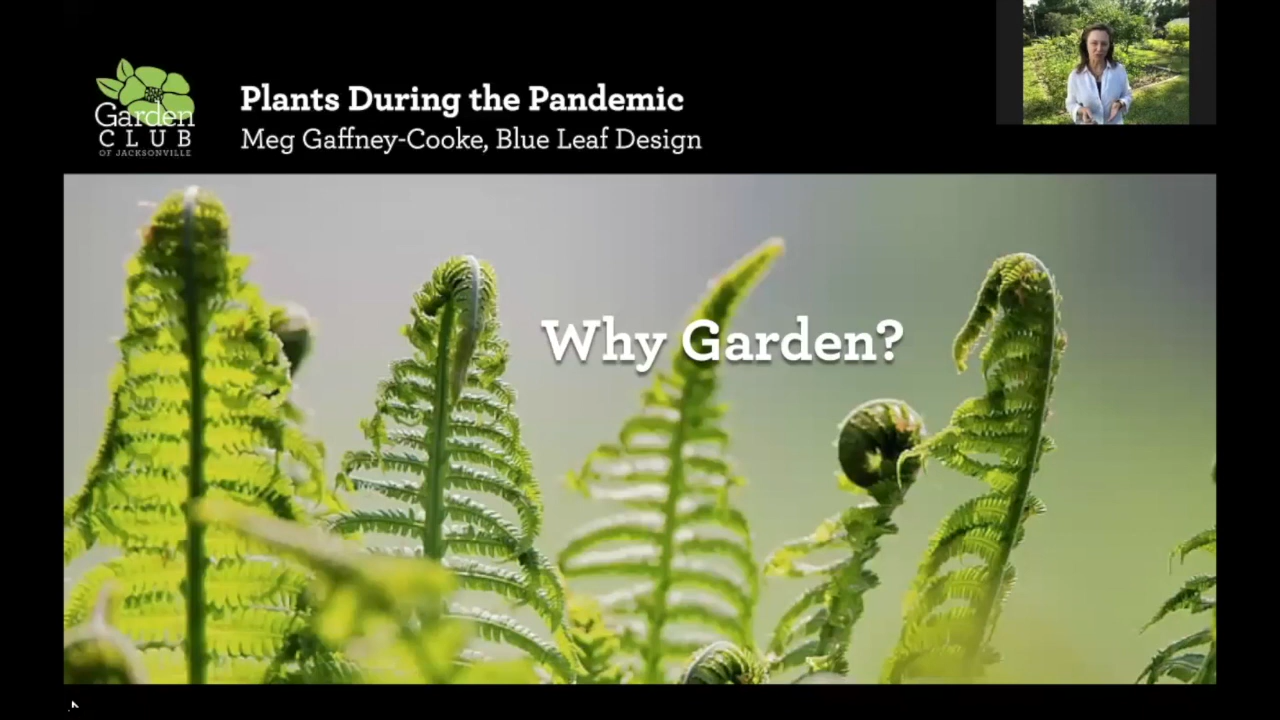 Garden
CLUB
OF JACKSONVILLE
Plants During the Pandemic
Meg Gaffney-Cooke, Blue Leaf Design
Why Garden?